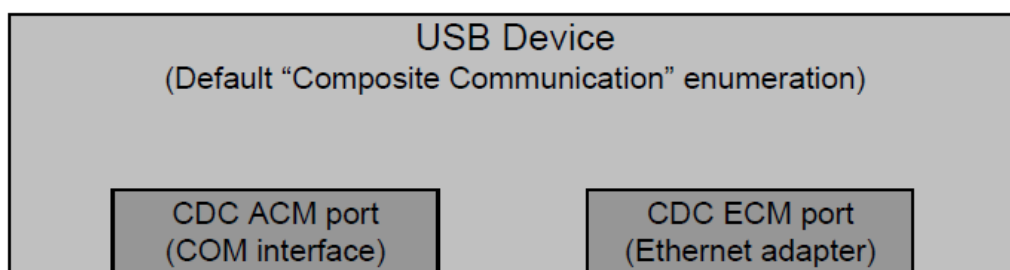 USB Device
(Default “Composite Communication” enumeration)
CDC ACM port
(COM interface)
CDC ECM port
(Ethernet adapter)